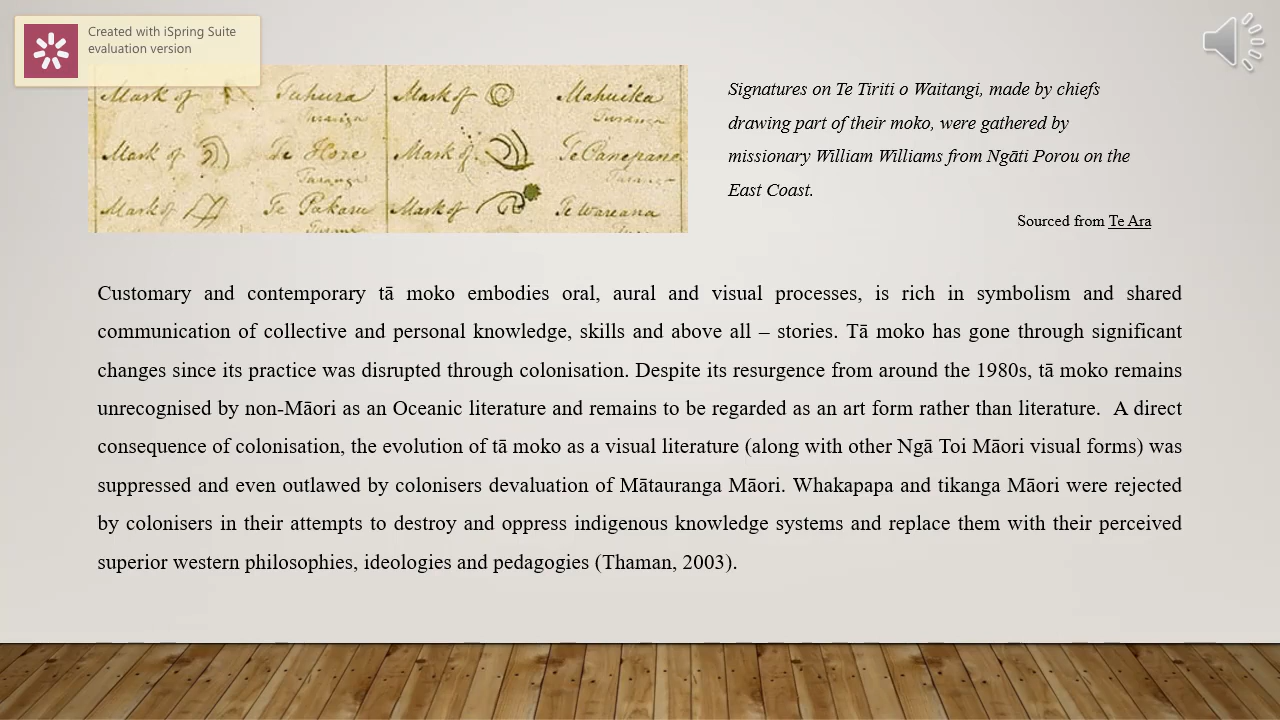 Created with iSpring Suite
evaluation version
Mark of Tuhura Mark of Mahuika
Turanga Turanga
Mark of Te Hore Mark of
Turanga Turanga
Mark of Te Pakaru Mark of Te Wareana
Signatures on Te Tiriti o Waitangi, made by chiefs
drawing part of their moko, were gathered by
missionary William Williams from Ngāti Porou on the
East Coast.
Sourced from Te Ara
Customary and contemporary tā moko embodies oral, aural and visual processes, is rich in symbolism and shared
communication of collective and personal knowledge, skills and above all – stories. Tā moko has gone through significant
changes since its practice was disrupted through colonisation. Despite its resurgence from around the 1980s, tā moko remains
unrecognised by non-Māori as an Oceanic literature and remains to be regarded as an art form rather than literature.  A direct
consequence of colonisation, the evolution of tā moko as a visual literature (along with other Ngā Toi Māori visual forms) was
suppressed and even outlawed by colonisers devaluation of Mātauranga Māori. Whakapapa and tikanga Māori were rejected
by colonisers in their attempts to destroy and oppress indigenous knowledge systems and replace them with their perceived
superior western philosophies, ideologies and pedagogies (Thaman, 2003).